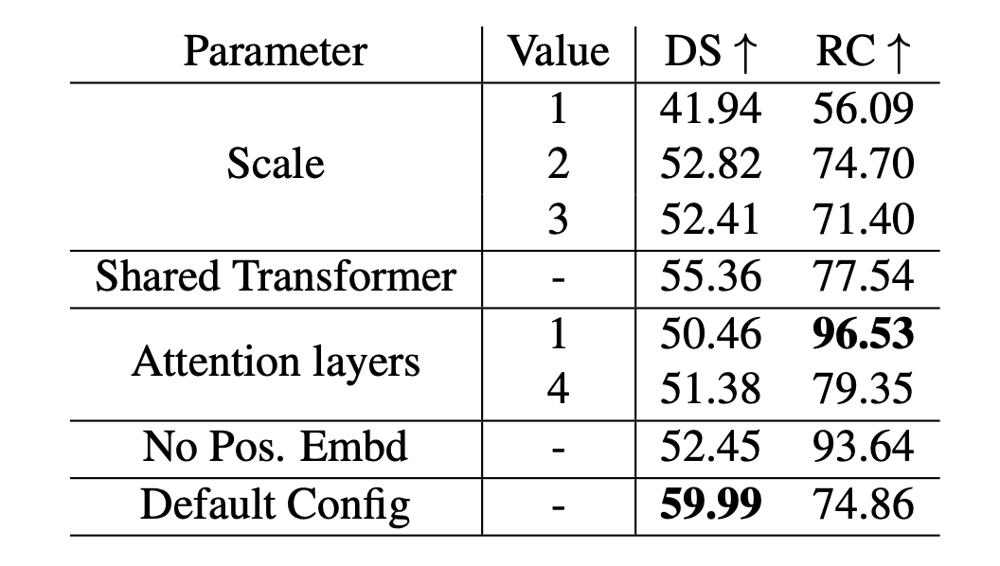 Parameter Value DS ↑ RC ↑
1 41.94 56.09
Scale 2 52.82 74.70
3 52.41 71.40
Shared Transformer - 55.36 77.54
1 50.46 96.53
Attention layers
4 51.38 79.35
No Pos. Embd - 52.45 93.64
Default Config - 59.99 74.86